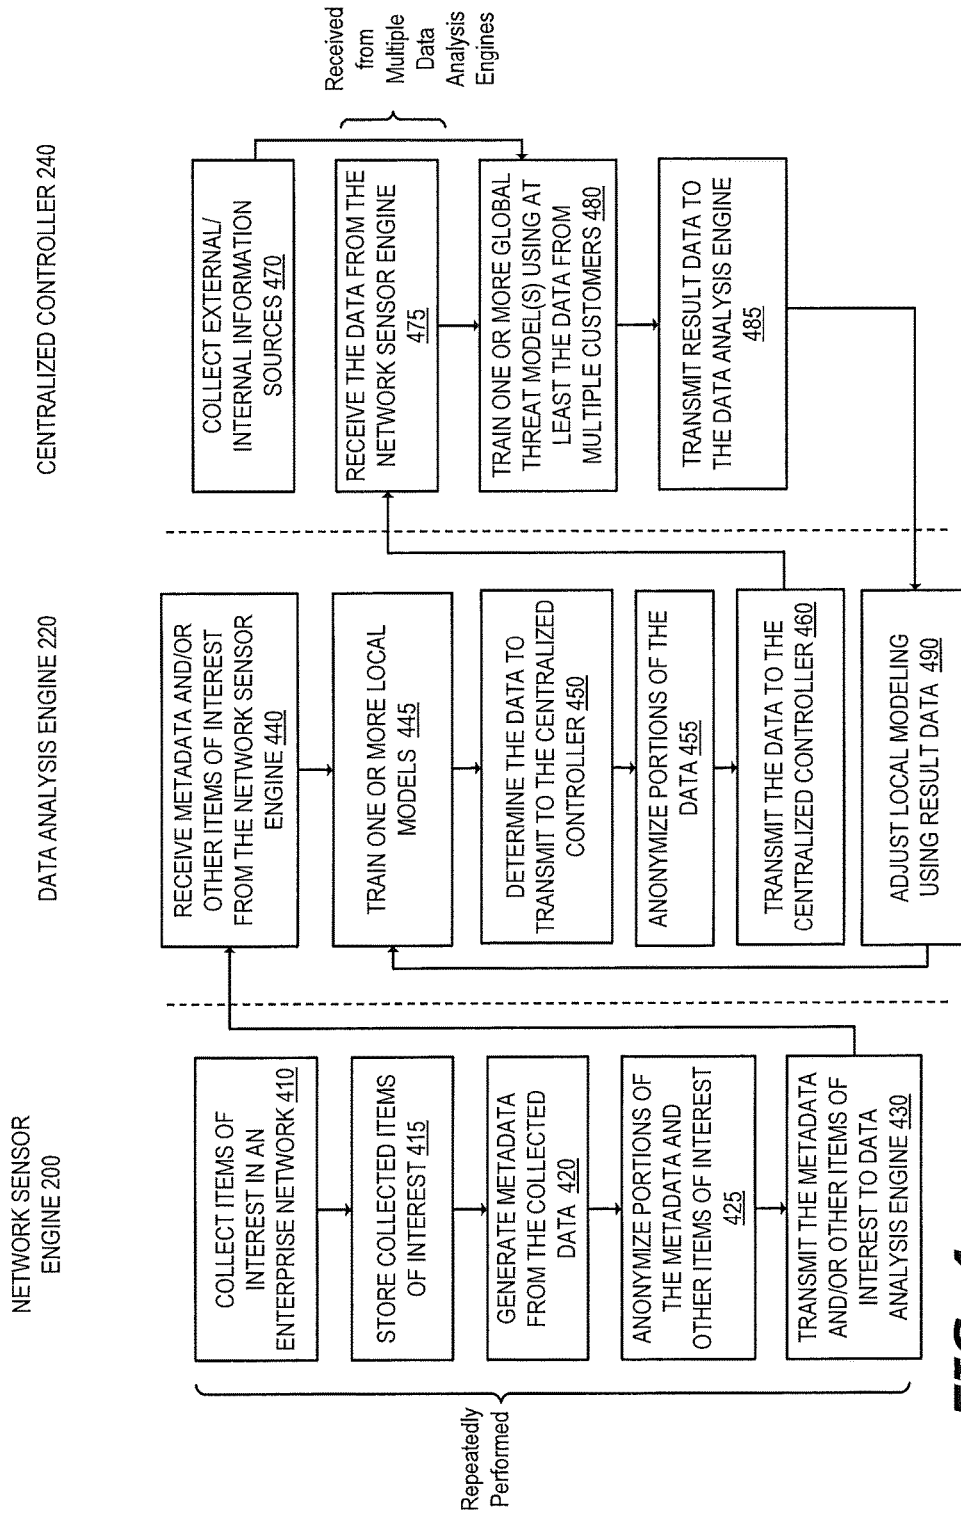 NETWORK SENSOR
ENGINE 200
Repeatedly
Performed
COLLECT ITEMS OF
INTEREST IN AN
ENTERPRISE NETWORK 410
STORE COLLECTED ITEMS
OF INTEREST 415
GENERATE METADATA
FROM THE COLLECTED
DATA 420
ANONYMIZE PORTIONS OF
THE METADATA AND
OTHER ITEMS OF INTEREST
425
TRANSMIT THE METADATA
AND/OR OTHER ITEMS OF
INTEREST TO DATA
ANALYSIS ENGINE 430
DATA ANALYSIS ENGINE 220
RECEIVE METADATA AND/OR
OTHER ITEMS OF INTEREST
FROM THE NETWORK SENSOR
ENGINE 440
TRAIN ONE OR MORE LOCAL
MODELS 445
DETERMINE THE DATA TO
TRANSMIT TO THE CENTRALIZED
CONTROLLER 450
ANONYMIZE PORTIONS OF THE
DATA 455
TRANSMIT THE DATA TO THE
CENTRALIZED CONTROLLER 460
ADJUST LOCAL MODELING
USING RESULT DATA 490
CENTRALIZED CONTROLLER 240
COLLECT EXTERNAL/
INTERNAL INFORMATION
SOURCES 470
RECEIVE THE DATA FROM THE
NETWORK SENSOR ENGINE
475
TRAIN ONE OR MORE GLOBAL
THREAT MODEL(S) USING AT
LEAST THE DATA FROM
MULTIPLE CUSTOMERS 480
TRANSMIT RESULT DATA TO
THE DATA ANALYSIS ENGINE
485
Received
from
Multiple
Data
Analysis
Engines